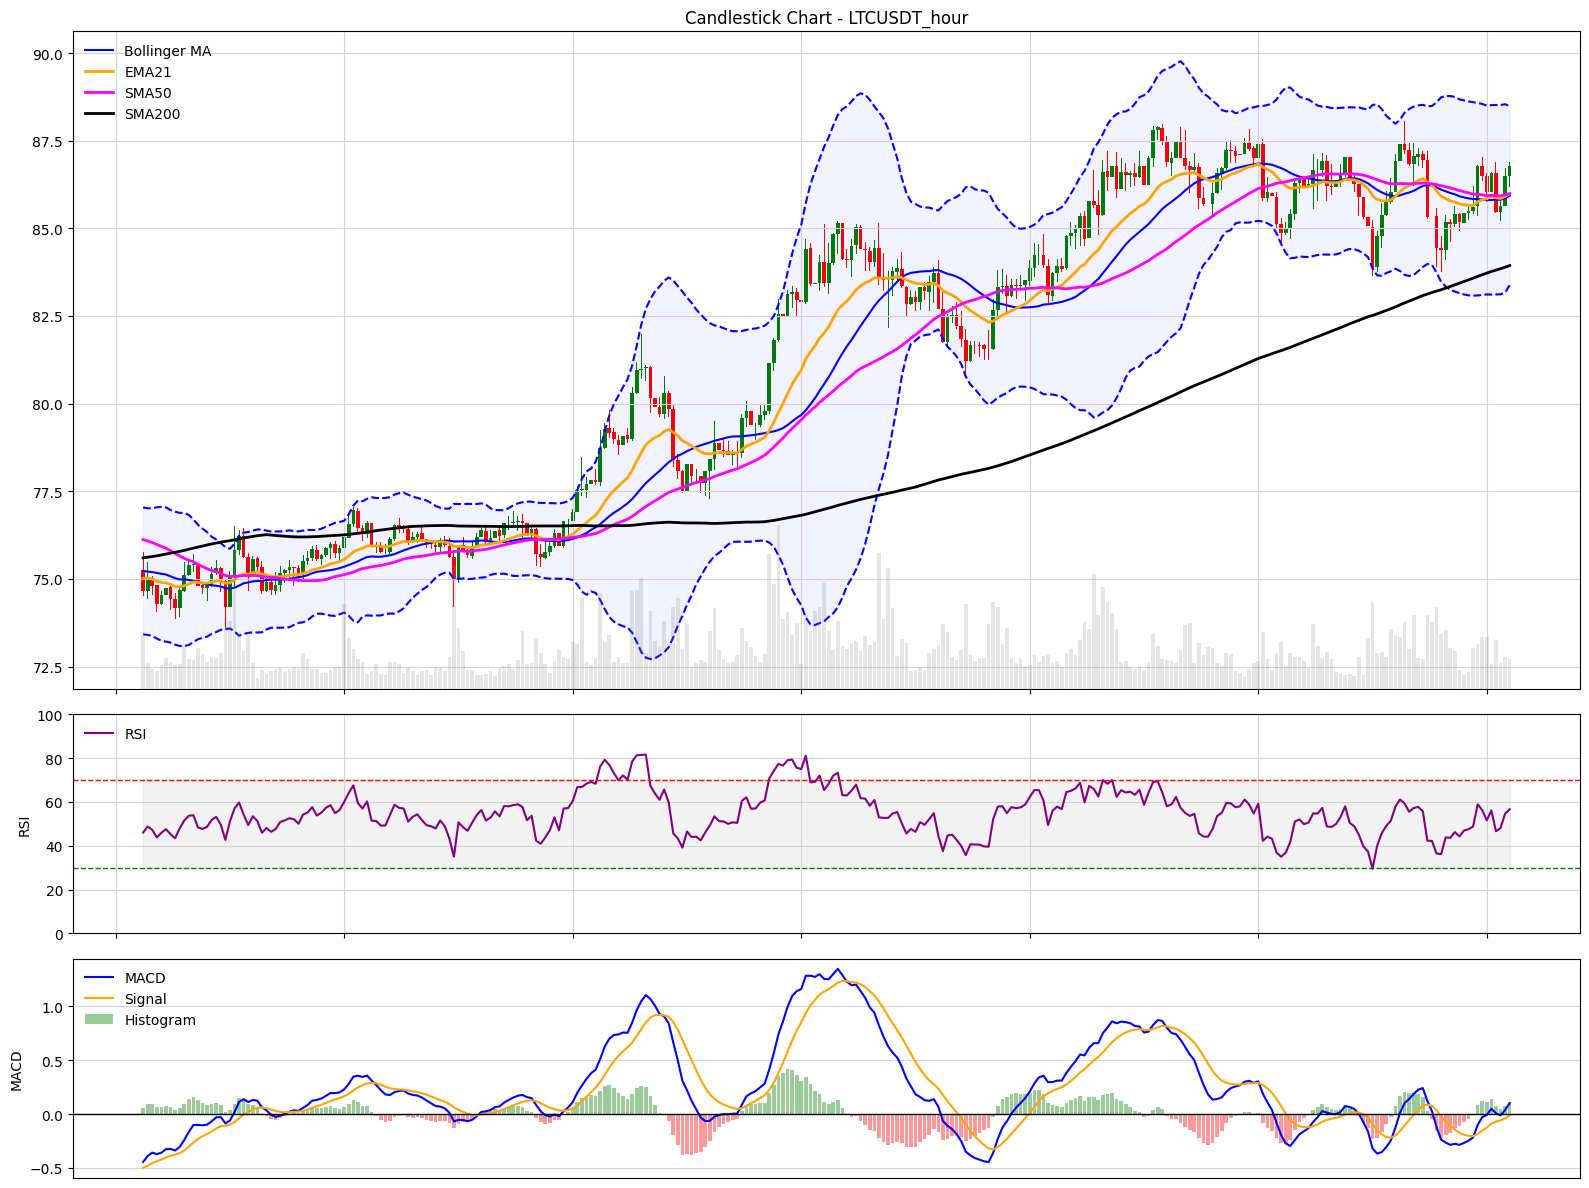 Candlestick Chart - LTCUSDT_hour
Bollinger MA
EMA21
SMA50
SMA200
90.0
87.5
85.0
82.5
80.0
77.5
75.0
72.5
RSI
RSI
100
80
60
40
20
0
MACD
Signal
Histogram
MACD
1.0
0.5
0.0
−0.5